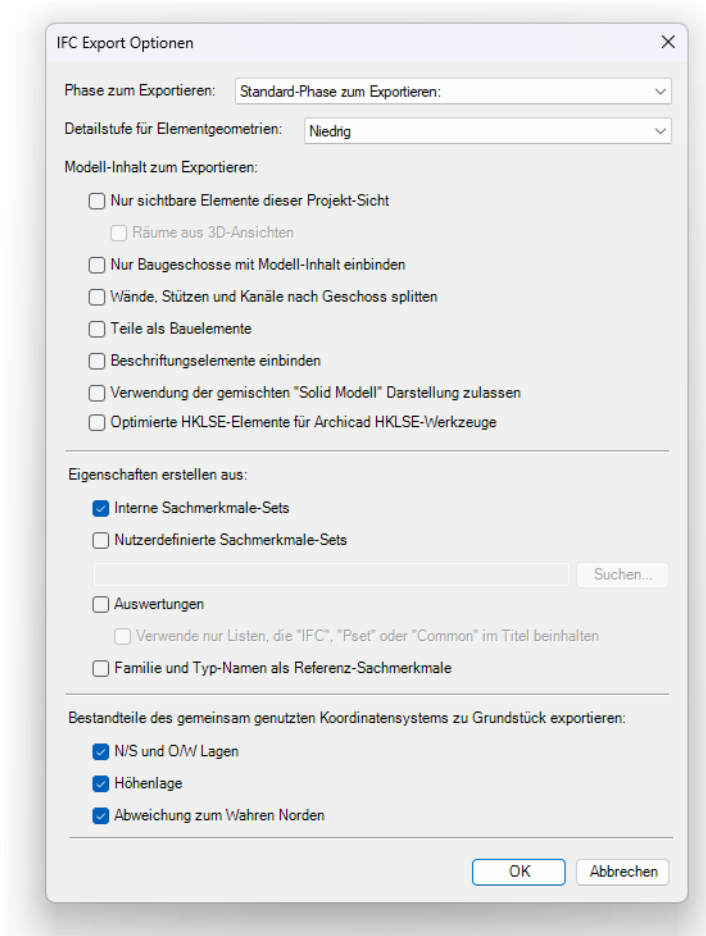 IFC Export Optionen
Phase zum Exportieren: Standard-Phase zum Exportieren:
Detailstufe für Elementgeometrien: Niedrig
Modell-Inhalt zum Exportieren:
Nur sichtbare Elemente dieser Projekt-Sicht
Räume aus 3D-Ansichten
Nur Baugeschosse mit Modell-Inhalt einbinden
Wände, Stützen und Kanäle nach Geschoss splitten
Teile als Bauelemente
Beschriftungselemente einbinden
Verwendung der gemischten "Solid Modell" Darstellung zulassen
Optimierte HKLSE-Elemente für Archicad HKLSE-Werkzeuge
Eigenschaften erstellen aus:
Interne Sachmerkmale-Sets
Nutzerdefinierte Sachmerkmale-Sets
Suchen...
Auswertungen
Verwende nur Listen, die "IFC", "Pset" oder "Common" im Titel beinhalten
Familie und Typ-Namen als Referenz-Sachmerkmale
Bestandteile des gemeinsam genutzten Koordinatensystems zu Grundstück exportieren:
N/S und O/W Lagen
Höhenlage
Abweichung zum Wahren Norden
OK Abbrechen